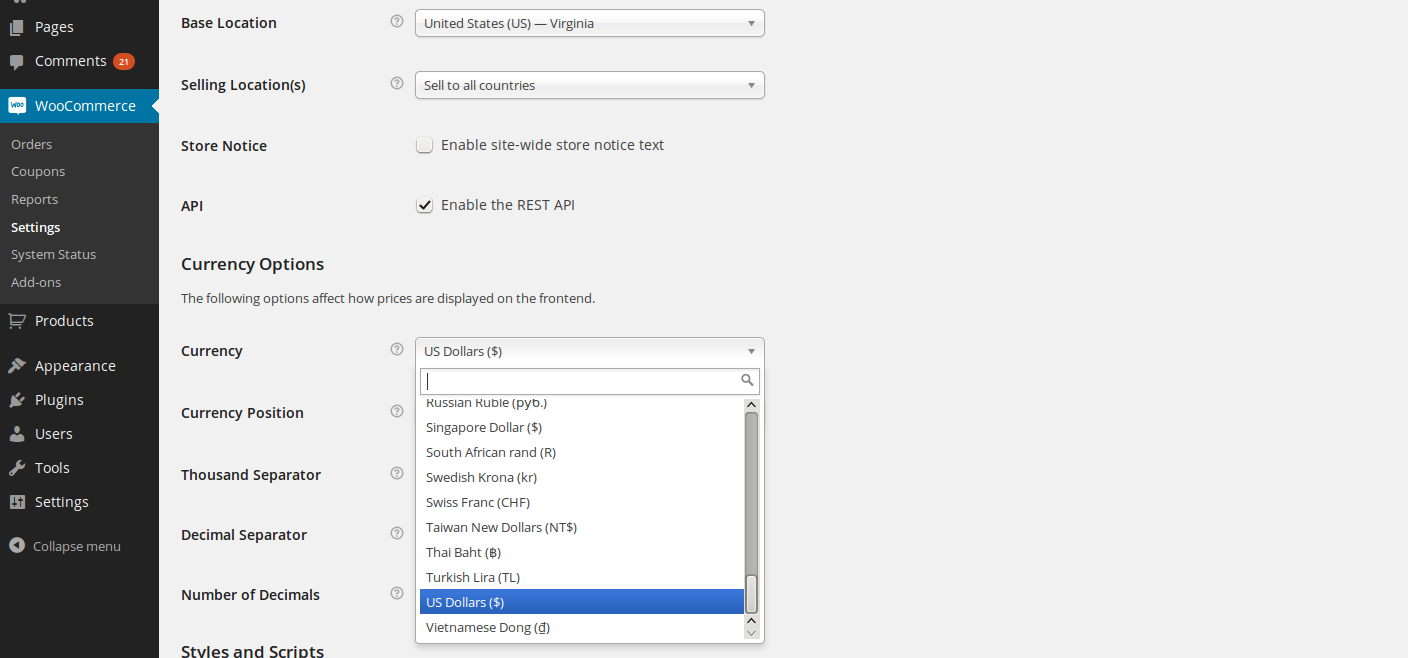 Pages
Comments 21
WooCommerce
Orders
Coupons
Reports
Settings
System Status
Add-ons
Products
Appearance
Plugins
Users
Tools
Settings
Collapse menu
Base Location ? United States (US) — Virginia
Selling Location(s) ? Sell to all countries
Store Notice Enable site-wide store notice text
API Enable the REST API
Currency Options
The following options affect how prices are displayed on the frontend.
Currency ? US Dollars ($)
Russian Ruble (руб.)
Currency Position ?
Singapore Dollar ($)
South African rand (R)
Thousand Separator ?
Swedish Krona (kr)
Swiss Franc (CHF)
Taiwan New Dollars (NT$)
Decimal Separator ?
Thai Baht (฿)
Turkish Lira (TL)
Number of Decimals ?
US Dollars ($)
Vietnamese Dong (₫)
Styles and Scripts